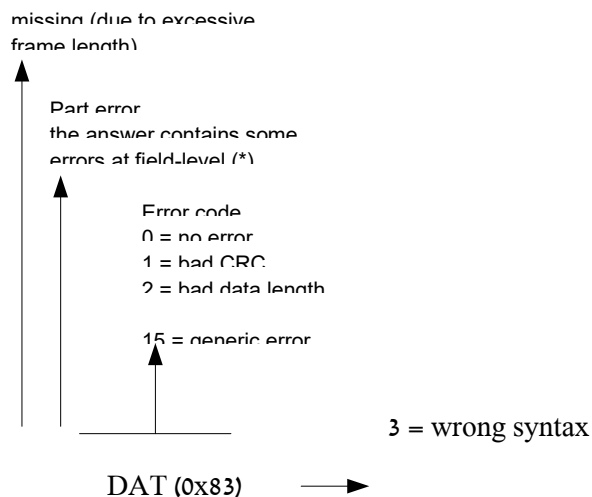 missing (due to excessive
frame length)
Part error
the answer contains some
errors at field-level (*)
Error code
0 = no error
1 = bad CRC
2 = bad data length
15 = generic error
3 = wrong syntax
DAT (0x83)